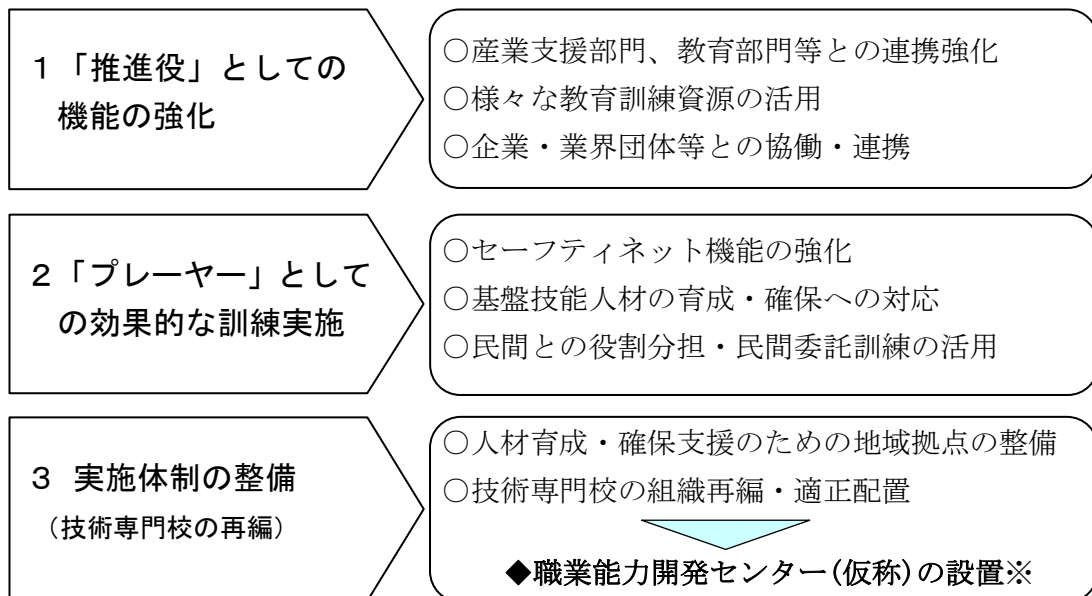 １「推進役」としての
機能の強化
○産業支援部門、教育部門等との連携強化
○様々な教育訓練資源の活用
○企業・業界団体等との協働・連携
２「プレーヤー」として
の効果的な訓練実施
○セーフティネット機能の強化
○基盤技能人材の育成・確保への対応
○民間との役割分担・民間委託訓練の活用
３ 実施体制の整備
（技術専門校の再編）
○人材育成・確保支援のための地域拠点の整備
○技術専門校の組織再編・適正配置
◆職業能力開発センター(仮称)の設置※